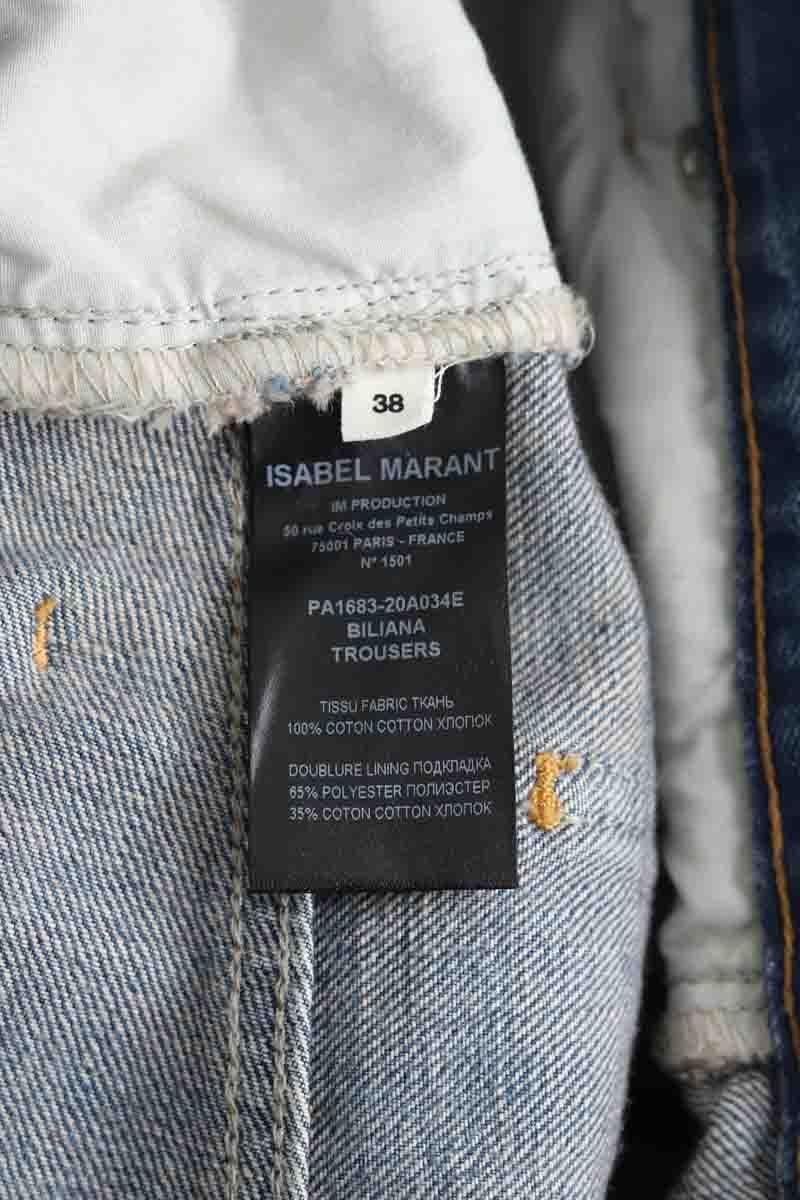 38
ISABEL MARANT
IM PRODUCTION
50 rue Croix des Petits Champs
75001 PARIS - FRANCE
N° 1501
PA1683-20A034E
BILIANA
TROUSERS
TISSU FABRIC ТКАНЬ
100% COTON COTTON ХЛОПОК
DOUBLURE LINING ПОДКЛАДКА
65% POLYESTER ПОЛИЭСТЕР
35% COTON COTTON ХЛОПОК